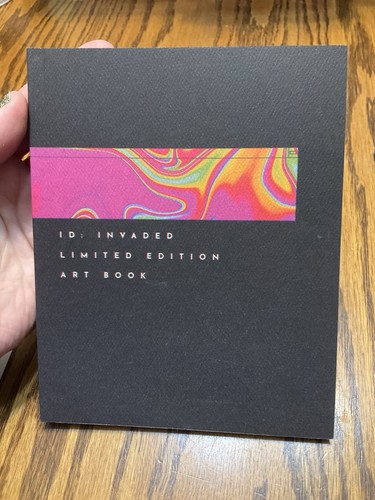 ID: INVADED
LIMITED EDITION
ART BOOK